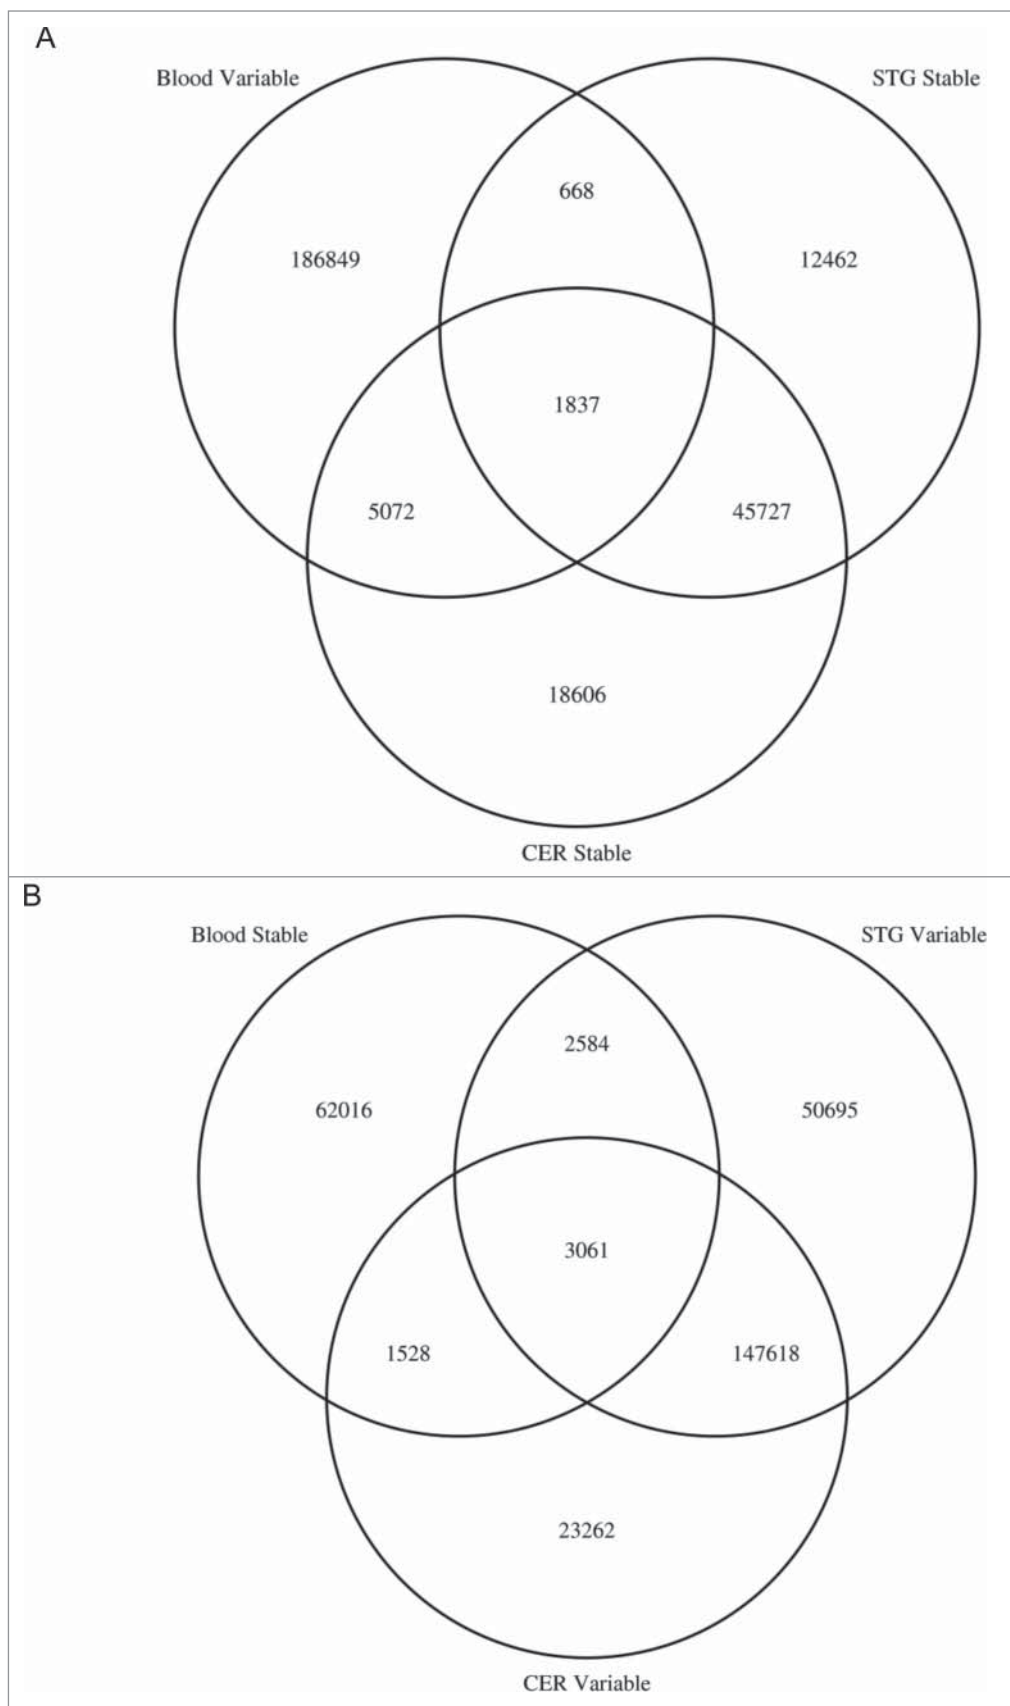 A
Blood Variable
STG Stable
668
186849
12462
1837
5072
45727
18606
CER Stable
B
Blood Stable
STG Variable
2584
62016
50695
3061
1528
147618
23262
CER Variable